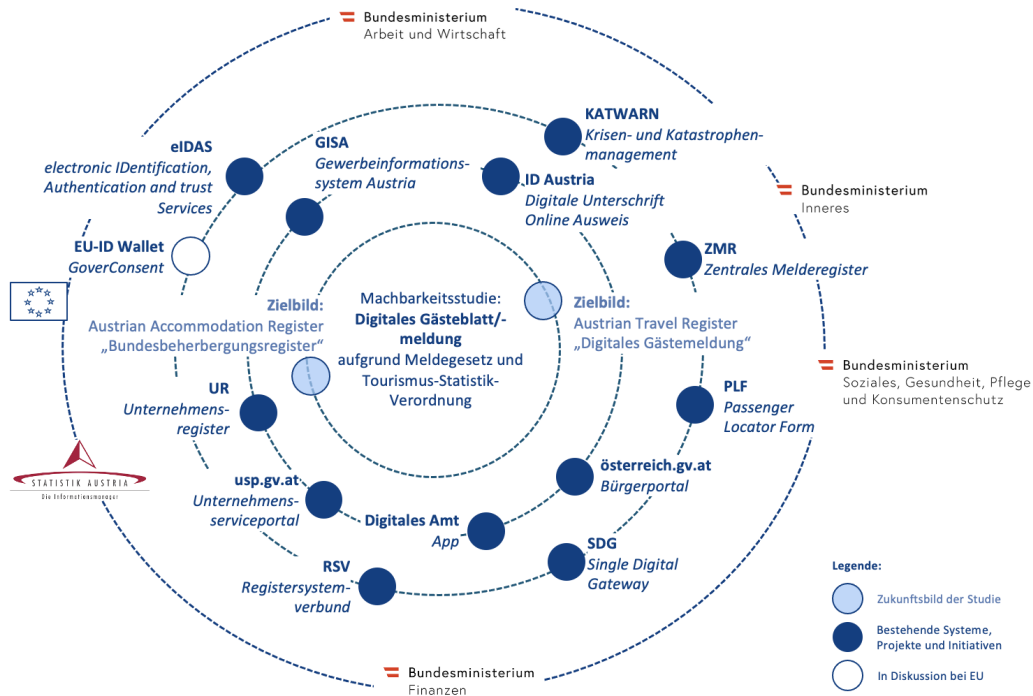 Bundesministerium
Arbeit und Wirtschaft
KATWARN
Krisen- und Katastrophen-
management
eIDAS
electronic IDentification,
Authentication and trust
Services
GISA
Gewerbeinformations-
system Austria
ID Austria
Digitale Unterschrift
Online Ausweis
Bundesministerium
Inneres
EU-ID Wallet
GoverConsent
ZMR
Zentrales Melderegister
Zielbild:
Austrian Accommodation Register
„Bundesbeherbergungsregister“
Machbarkeitsstudie:
Digitales Gästeblatt/-
meldung
aufgrund Meldegesetz und
Tourismus-Statistik-
Verordnung
Zielbild:
Austrian Travel Register
„Digitales Gästemeldung“
Bundesministerium
Soziales, Gesundheit, Pflege
und Konsumentenschutz
UR
Unternehmens-
register
PLF
Passenger
Locator Form
STATISTIK AUSTRIA
Die Informationsmanager
usp.gv.at
Unternehmens-
serviceportal
österreich.gv.at
Bürgerportal
Digitales Amt
App
RSV
Registersystem-
verbund
SDG
Single Digital
Gateway
Bundesministerium
Finanzen
Legende:
Zukunftsbild der Studie
Bestehende Systeme,
Projekte und Initiativen
In Diskussion bei EU